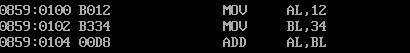 0859:0100 B012 MOV AL,12
0859:0102 B334 MOV BL,34
0859:0104 00D8 ADD AL,BL